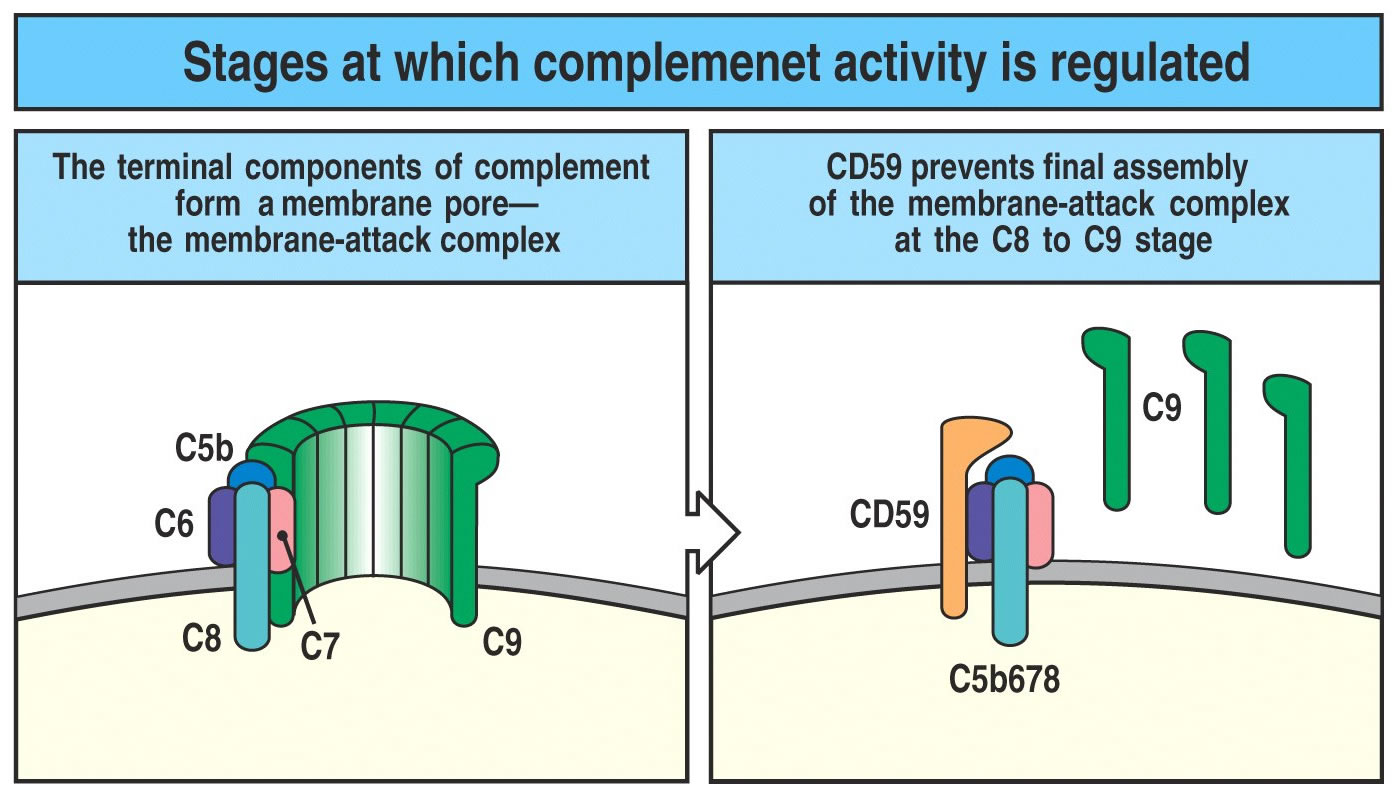 Stages at which complemenet activity is regulated
The terminal components of complement
form a membrane pore—
the membrane-attack complex
C5b
C6
C8
C7
C9
CD59 prevents final assembly
of the membrane-attack complex
at the C8 to C9 stage
C9
CD59
C5b678